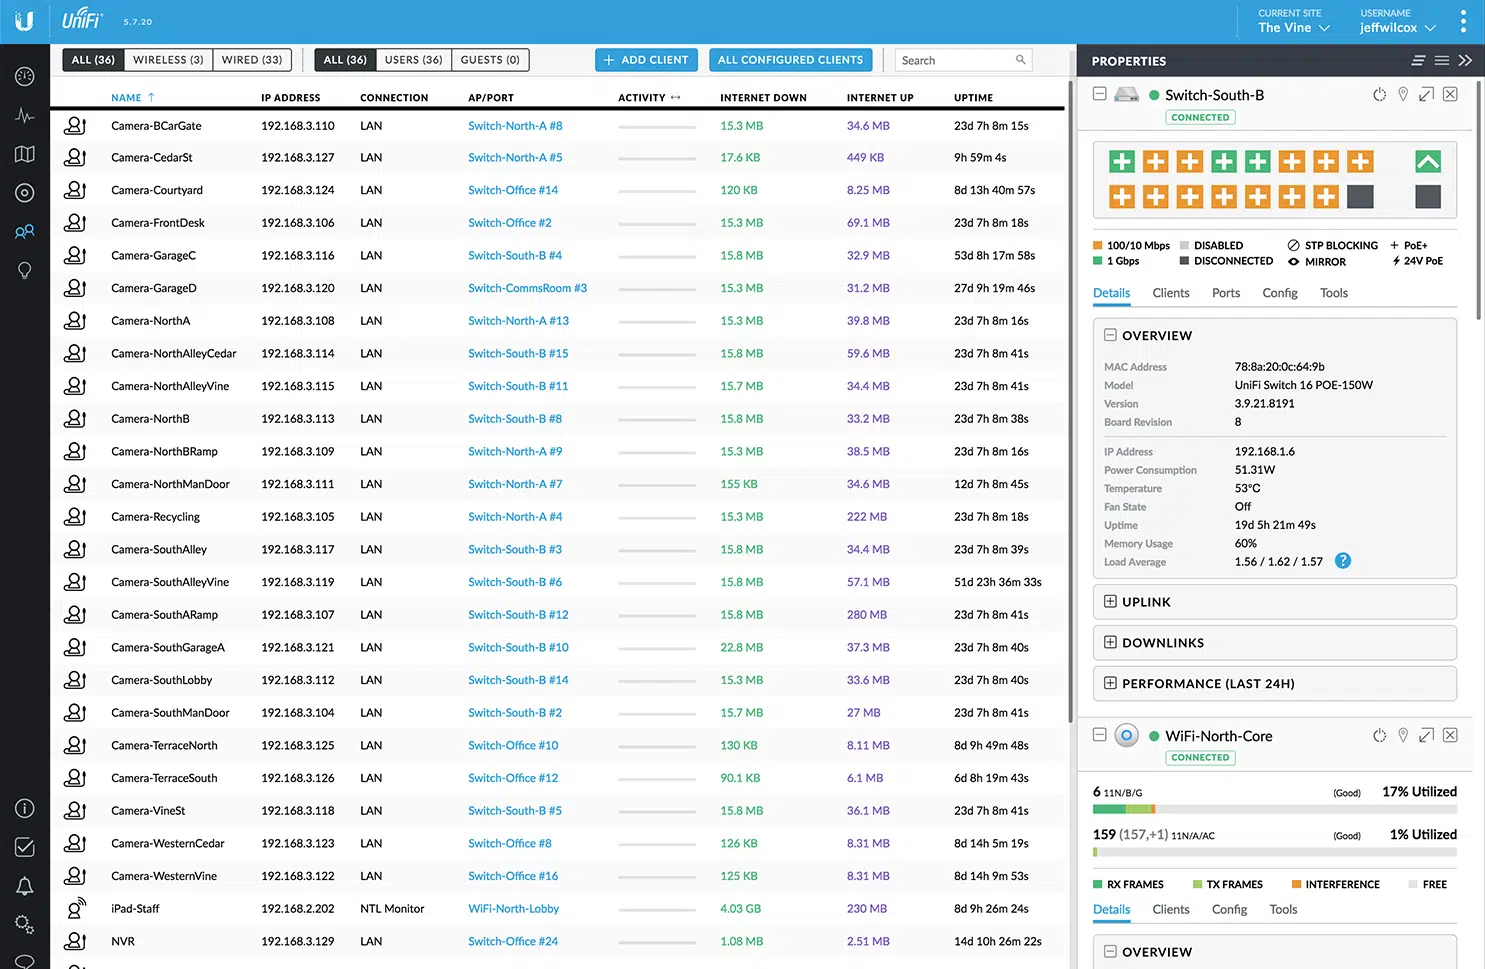 UniFi 5.7.20
CURRENT SITE
The Vine
USERNAME
jeffwilcox
ALL (36) WIRELESS (3) WIRED (33) ALL (36) USERS (36) GUESTS (0) + ADD CLIENT ALL CONFIGURED CLIENTS Search
NAME ↑ IP ADDRESS CONNECTION AP/PORT ACTIVITY ↔ INTERNET DOWN INTERNET UP UPTIME
Camera-BCarGate 192.168.3.110 LAN Switch-North-A #8 15.3 MB 34.6 MB 23d 7h 8m 15s
Camera-CedarSt 192.168.3.127 LAN Switch-North-A #5 17.6 KB 449 KB 9h 59m 4s
Camera-Courtyard 192.168.3.124 LAN Switch-Office #14 120 KB 8.25 MB 8d 13h 40m 57s
Camera-FrontDesk 192.168.3.106 LAN Switch-Office #2 15.3 MB 69.1 MB 23d 7h 8m 18s
Camera-GarageC 192.168.3.116 LAN Switch-South-B #4 15.8 MB 32.9 MB 53d 8h 17m 58s
Camera-GarageD 192.168.3.120 LAN Switch-CommsRoom #3 15.3 MB 31.2 MB 27d 9h 19m 46s
Camera-NorthA 192.168.3.108 LAN Switch-North-A #13 15.3 MB 39.8 MB 23d 7h 8m 16s
Camera-NorthAlleyCedar 192.168.3.114 LAN Switch-South-B #15 15.8 MB 59.6 MB 23d 7h 8m 41s
Camera-NorthAlleyVine 192.168.3.115 LAN Switch-South-B #11 15.7 MB 34.4 MB 23d 7h 8m 41s
Camera-NorthB 192.168.3.113 LAN Switch-South-B #8 15.8 MB 33.2 MB 23d 7h 8m 38s
Camera-NorthBRamp 192.168.3.109 LAN Switch-North-A #9 15.3 MB 38.5 MB 23d 7h 8m 16s
Camera-NorthManDoor 192.168.3.111 LAN Switch-North-A #7 155 KB 34.6 MB 12d 7h 8m 45s
Camera-Recycling 192.168.3.105 LAN Switch-North-A #4 15.3 MB 222 MB 23d 7h 8m 18s
Camera-SouthAlley 192.168.3.117 LAN Switch-South-B #3 15.8 MB 34.4 MB 23d 7h 8m 39s
Camera-SouthAlleyVine 192.168.3.119 LAN Switch-South-B #6 15.8 MB 57.1 MB 51d 23h 36m 33s
Camera-SouthARamp 192.168.3.107 LAN Switch-South-B #12 15.8 MB 280 MB 23d 7h 8m 41s
Camera-SouthGarageA 192.168.3.121 LAN Switch-South-B #10 22.8 MB 37.3 MB 23d 7h 8m 40s
Camera-SouthLobby 192.168.3.112 LAN Switch-South-B #14 15.3 MB 33.6 MB 23d 7h 8m 40s
Camera-SouthManDoor 192.168.3.104 LAN Switch-South-B #2 15.7 MB 27 MB 23d 7h 8m 41s
Camera-TerraceNorth 192.168.3.125 LAN Switch-Office #10 130 KB 8.11 MB 8d 9h 49m 48s
Camera-TerraceSouth 192.168.3.126 LAN Switch-Office #12 90.1 KB 6.1 MB 6d 8h 19m 43s
Camera-VineSt 192.168.3.118 LAN Switch-South-B #5 15.8 MB 36.1 MB 23d 7h 8m 41s
Camera-WesternCedar 192.168.3.123 LAN Switch-Office #8 126 KB 8.31 MB 8d 14h 5m 19s
Camera-WesternVine 192.168.3.122 LAN Switch-Office #16 125 KB 8.31 MB 8d 14h 9m 53s
iPad-Staff 192.168.2.202 NTL Monitor WiFi-North-Lobby 4.03 GB 230 MB 8d 9h 26m 24s
NVR 192.168.3.129 LAN Switch-Office #24 1.08 MB 2.51 MB 14d 10h 26m 22s
PROPERTIES
Switch-South-B
CONNECTED
100/10 Mbps DISABLED STP BLOCKING + PoE+
1 Gbps DISCONNECTED MIRROR 24V PoE
Details Clients Ports Config Tools
OVERVIEW
MAC Address 78:8a:20:0c:64:9b
Model UniFi Switch 16 POE-150W
Version 3.9.21.8191
Board Revision 8
IP Address 192.168.1.6
Power Consumption 51.31W
Temperature 53°C
Fan State Off
Uptime 19d 5h 21m 49s
Memory Usage 60%
Load Average 1.56 / 1.62 / 1.57 ?
UPLINK
DOWNLINKS
PERFORMANCE (LAST 24H)
WiFi-North-Core
CONNECTED
6 11N/B/G (Good) 17% Utilized
159 (157,+1) 11N/A/AC (Good) 1% Utilized
RX FRAMES TX FRAMES INTERFERENCE FREE
Details Clients Config Tools
OVERVIEW